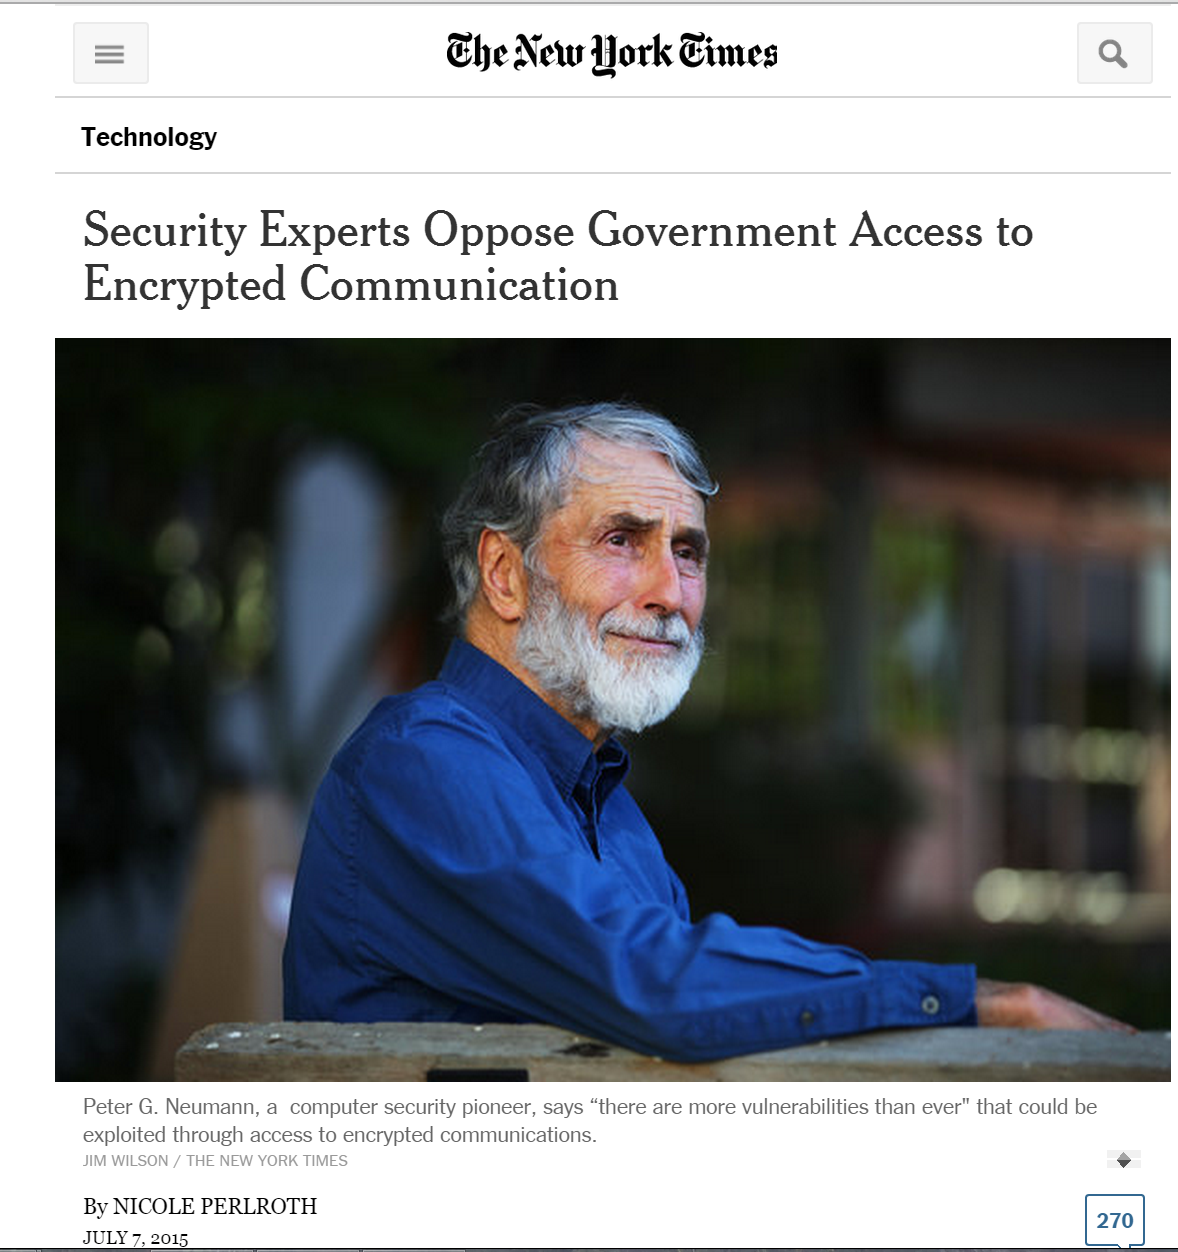 The New York Times
Technology
Security Experts Oppose Government Access to
Encrypted Communication
Peter G. Neumann, a  computer security pioneer, says “there are more vulnerabilities than ever" that could be
exploited through access to encrypted communications.
JIM WILSON / THE NEW YORK TIMES
By NICOLE PERLROTH
270
JULY 7, 2015